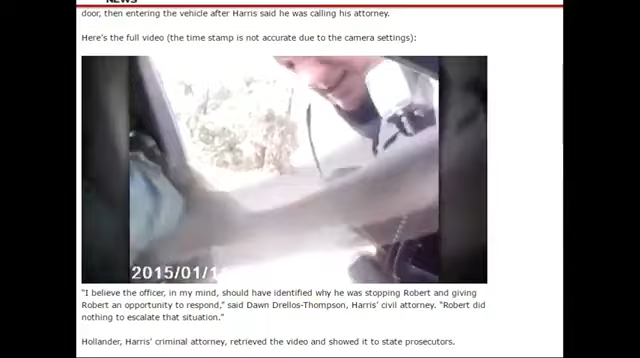 NEWS
door, then entering the vehicle after Harris said he was calling his attorney.
Here's the full video (the time stamp is not accurate due to the camera settings):
2015/01/1
“I believe the officer, in my mind, should have identified why he was stopping Robert and giving
Robert an opportunity to respond,” said Dawn Drellos-Thompson, Harris’ civil attorney. “Robert did
nothing to escalate that situation.”
Hollander, Harris’ criminal attorney, retrieved the video and showed it to state prosecutors.